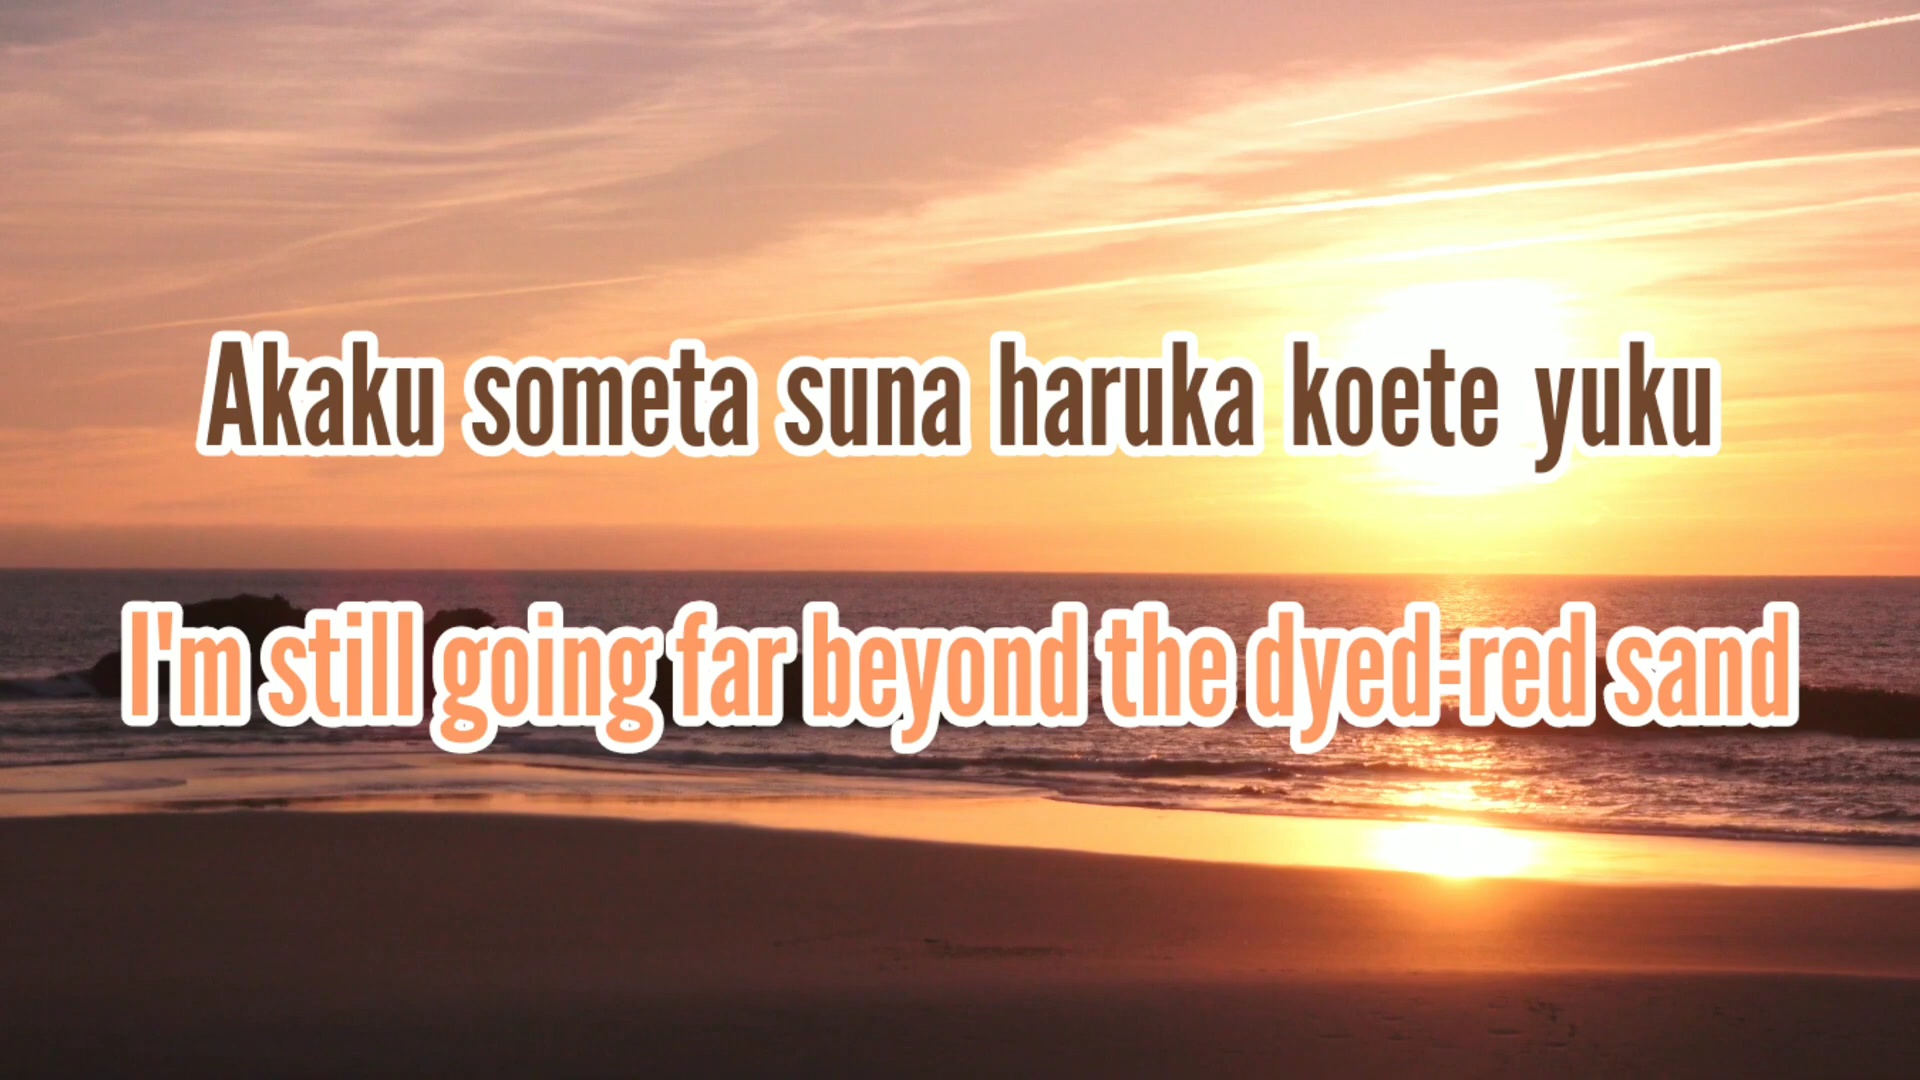 Akaku someta suna haruka koete yuku
I'm still going far beyond the dyed-red sand